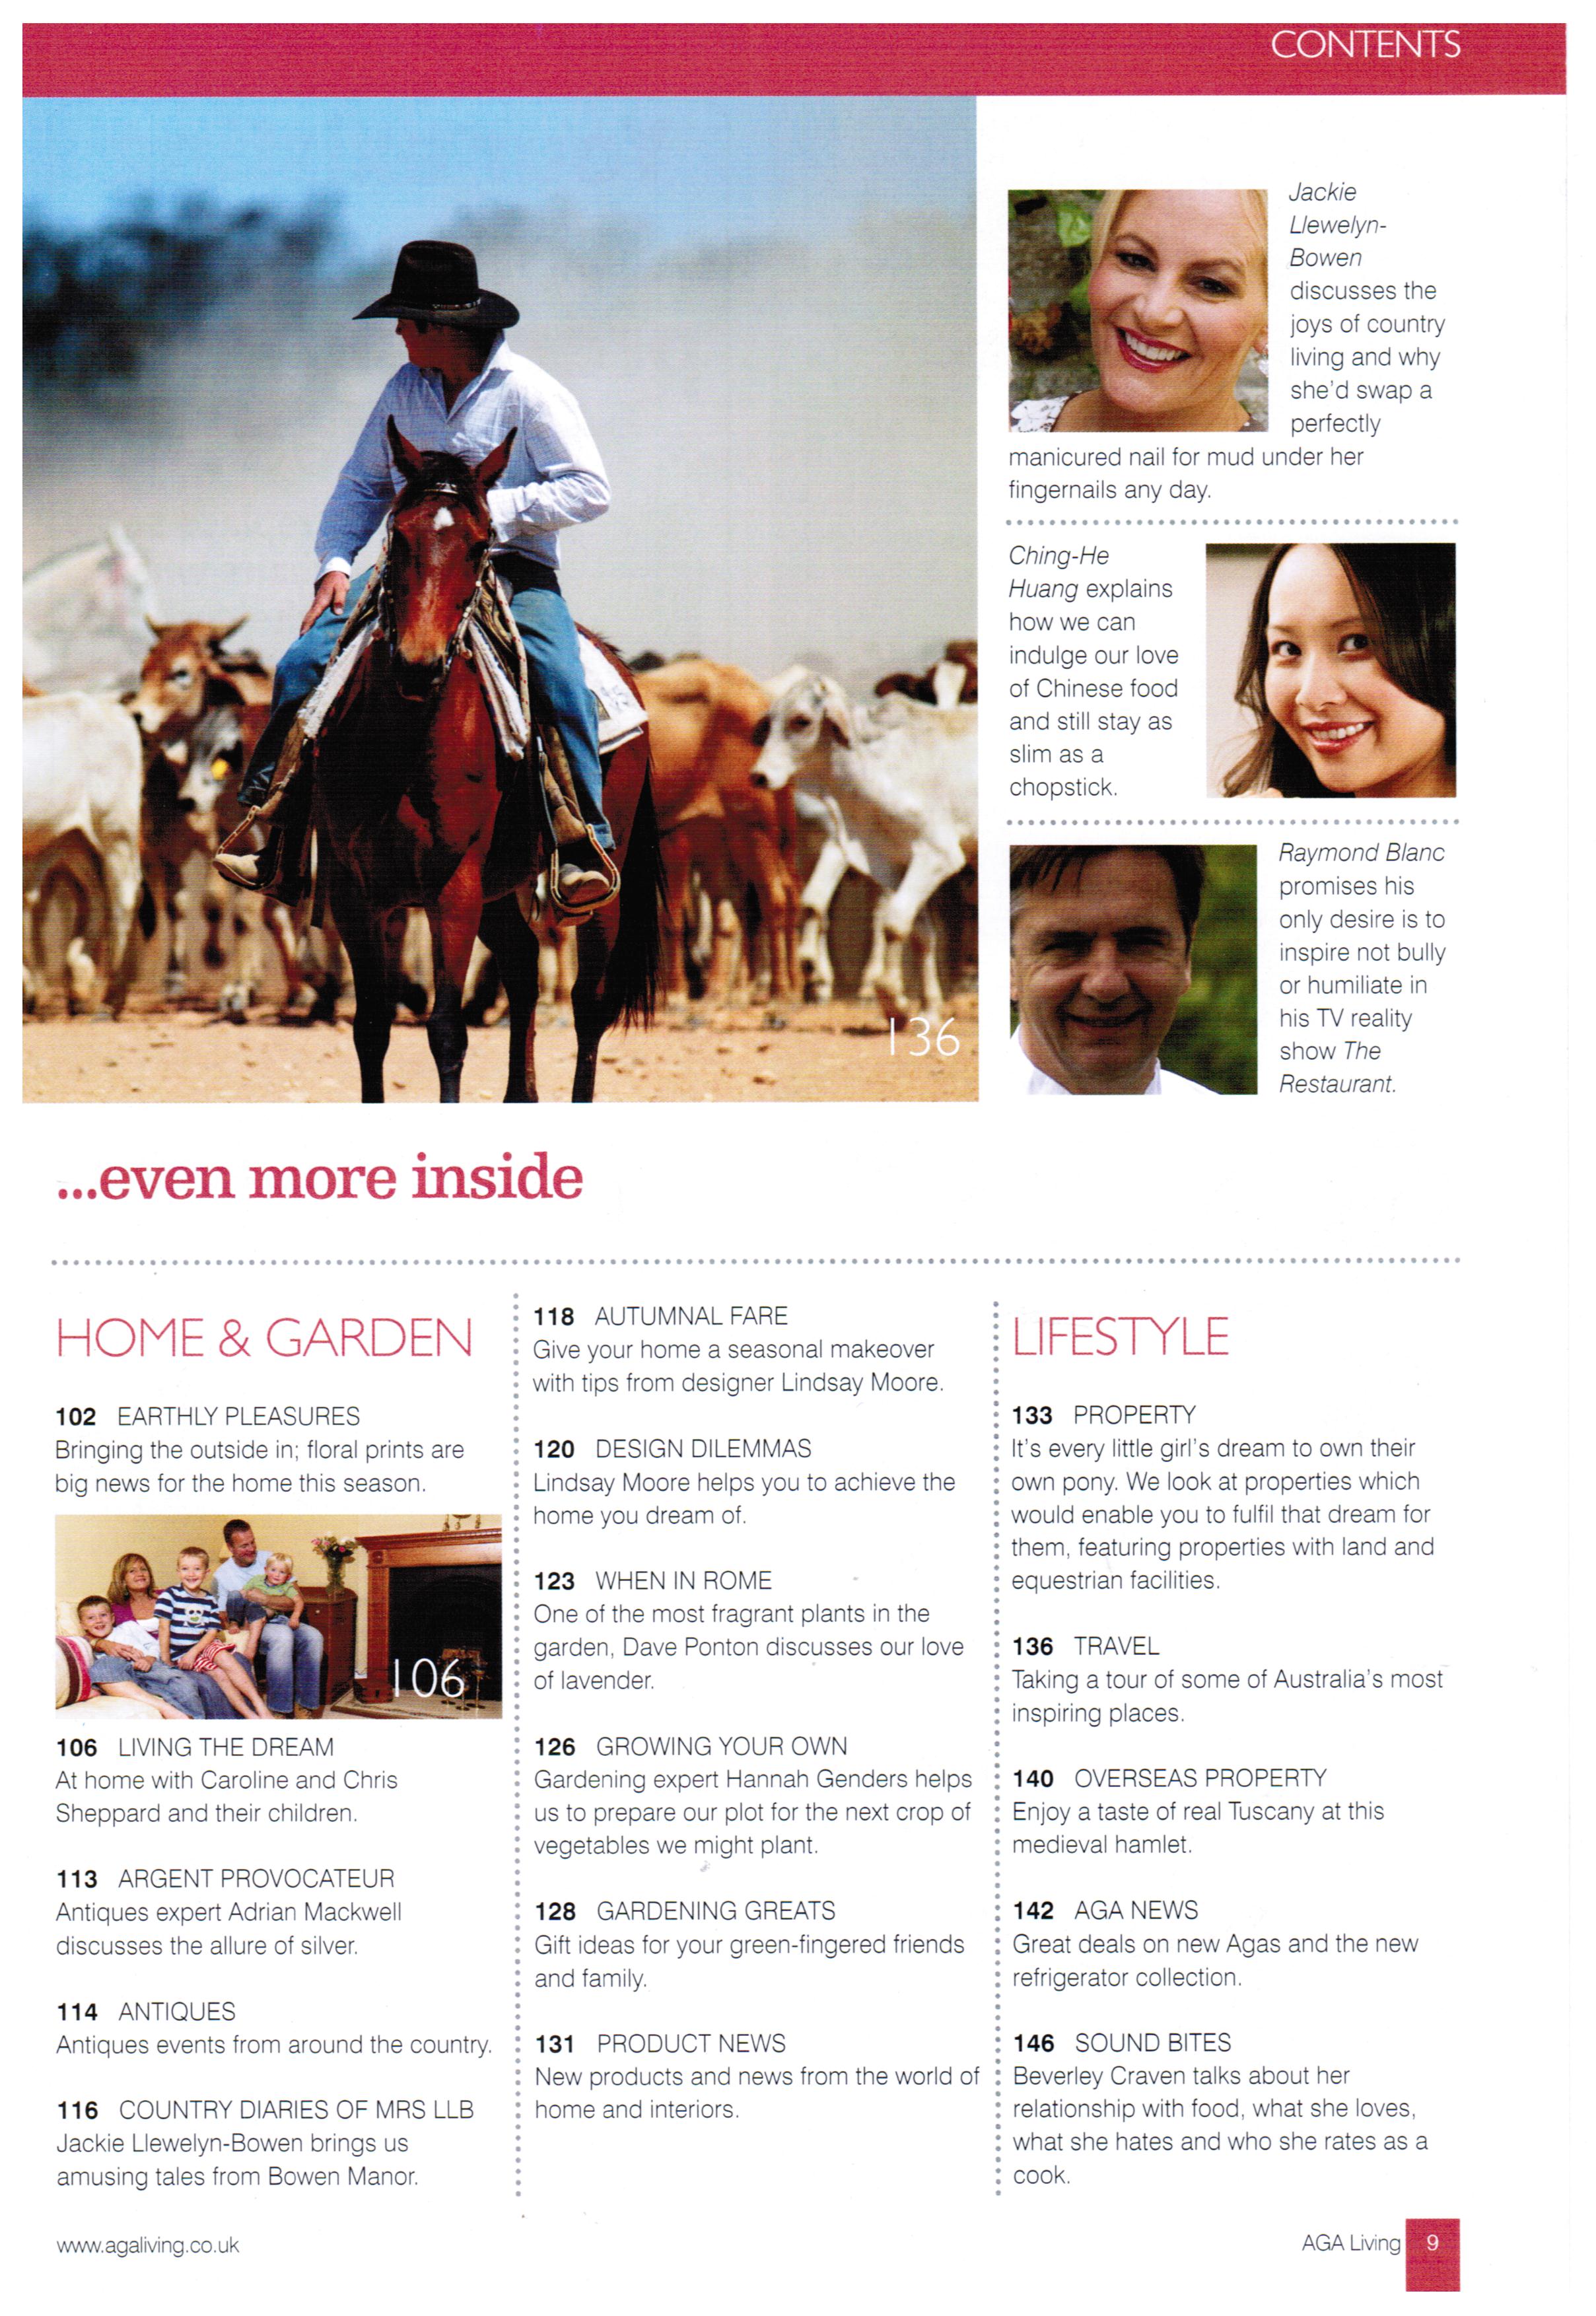 CONTENTS
136
Jackie
Llewelyn-
Bowen
discusses the
joys of country
living and why
she'd swap a
perfectly
manicured nail for mud under her
fingernails any day.
Ching-He
Huang explains
how we can
indulge our love
of Chinese food
and still stay as
slim as a
chopstick.
Raymond Blanc
promises his
only desire is to
inspire not bully
or humiliate in
his TV reality
show The
Restaurant.
...even more inside
HOME & GARDEN
102 EARTHLY PLEASURES
Bringing the outside in; floral prints are
big news for the home this season.
106
106 LIVING THE DREAM
At home with Caroline and Chris
Sheppard and their children.
113 ARGENT PROVOCATEUR
Antiques expert Adrian Mackwell
discusses the allure of silver.
114 ANTIQUES
Antiques events from around the country.
116 COUNTRY DIARIES OF MRS LLB
Jackie Llewelyn-Bowen brings us
amusing tales from Bowen Manor.
118 AUTUMNAL FARE
Give your home a seasonal makeover
with tips from designer Lindsay Moore.
120 DESIGN DILEMMAS
Lindsay Moore helps you to achieve the
home you dream of.
123 WHEN IN ROME
One of the most fragrant plants in the
garden, Dave Ponton discusses our love
of lavender.
126 GROWING YOUR OWN
Gardening expert Hannah Genders helps
us to prepare our plot for the next crop of
vegetables we might plant.
128 GARDENING GREATS
Gift ideas for your green-fingered friends
and family.
131 PRODUCT NEWS
New products and news from the world of
home and interiors.
LIFESTYLE
133 PROPERTY
It's every little girl's dream to own their
own pony. We look at properties which
would enable you to fulfil that dream for
them, featuring properties with land and
equestrian facilities.
136 TRAVEL
Taking a tour of some of Australia's most
inspiring places.
140 OVERSEAS PROPERTY
Enjoy a taste of real Tuscany at this
medieval hamlet.
142 AGA NEWS
Great deals on new Agas and the new
refrigerator collection.
146 SOUND BITES
Beverley Craven talks about her
relationship with food, what she loves,
what she hates and who she rates as a
cook.
www.agaliving.co.uk
AGA Living 9